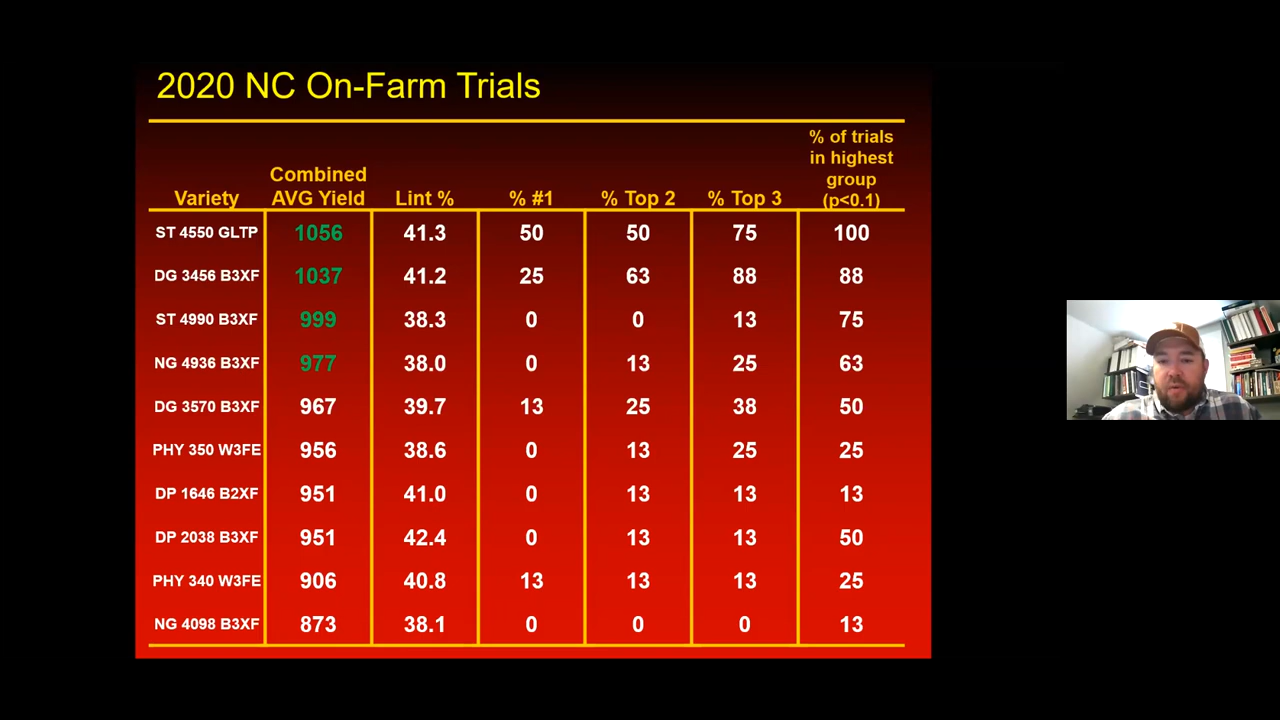 2020 NC On-Farm Trials
Variety Combined AVG Yield Lint % % #1 % Top 2 % Top 3 % of trials in highest group (p<0.1)
ST 4550 GLTP 1056 41.3 50 50 75 100
DG 3456 B3XF 1037 41.2 25 63 88 88
ST 4990 B3XF 999 38.3 0 0 13 75
NG 4936 B3XF 977 38.0 0 13 25 63
DG 3570 B3XF 967 39.7 13 25 38 50
PHY 350 W3FE 956 38.6 0 13 25 25
DP 1646 B2XF 951 41.0 0 13 13 13
DP 2038 B3XF 951 42.4 0 13 13 50
PHY 340 W3FE 906 40.8 13 13 13 25
NG 4098 B3XF 873 38.1 0 0 0 13